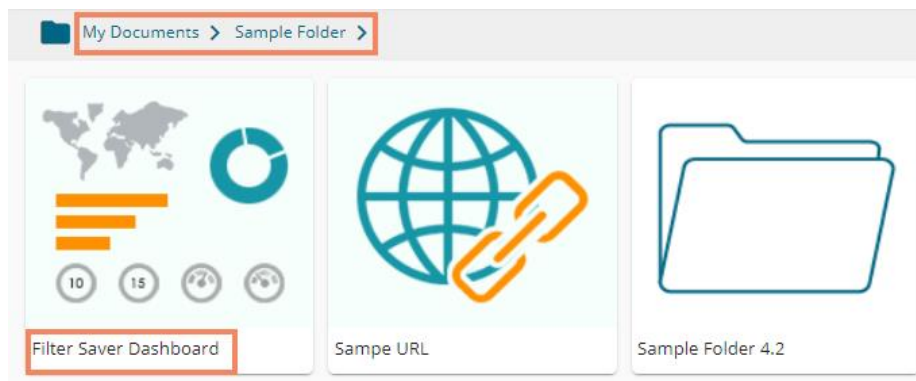 My Documents > Sample Folder >
10 15
Filter Saver Dashboard
Sampe URL
Sample Folder 4.2